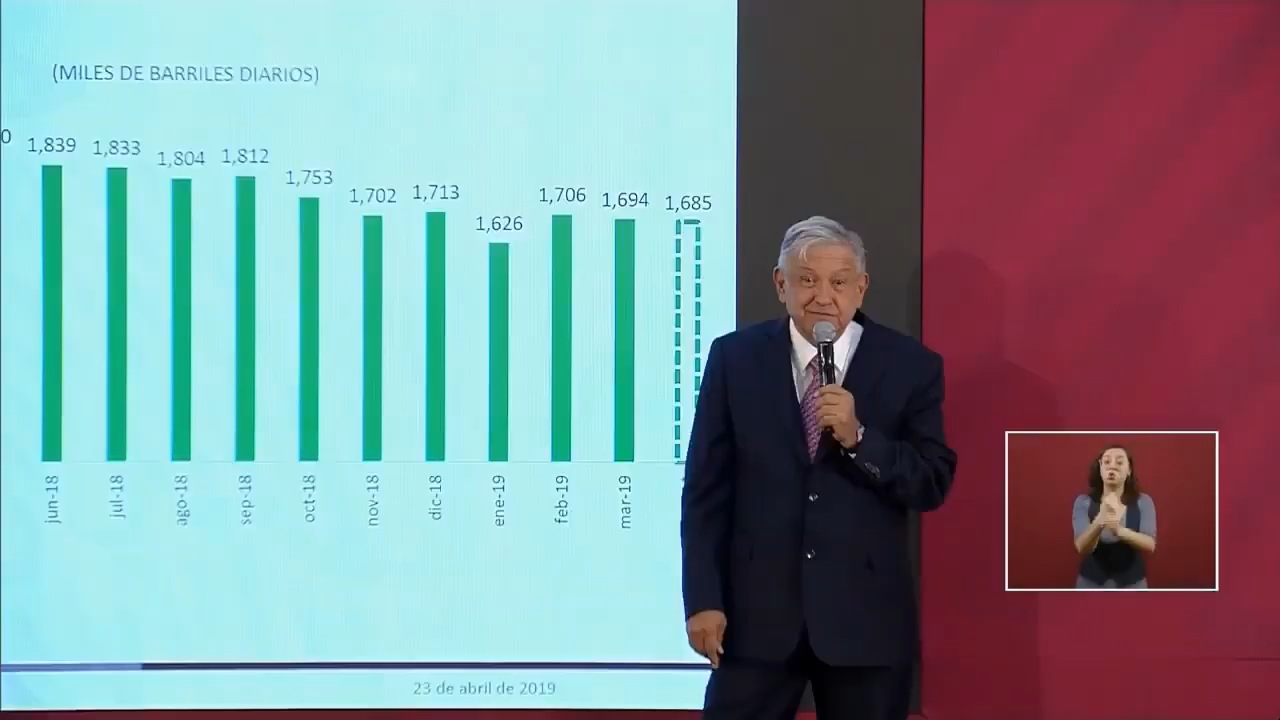 (MILES DE BARRILES DIARIOS)
0 1,839 1,833 1,804 1,812 1,753 1,702 1,713 1,626 1,706 1,694 1,685
jun-18 jul-18 ago-18 sep-18 oct-18 nov-18 dic-18 ene-19 feb-19 mar-19
23 de abril de 2019